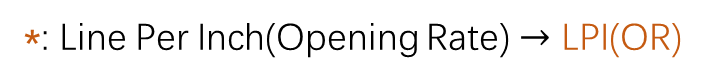 *: Line Per Inch(Opening Rate) → LPI(OR)